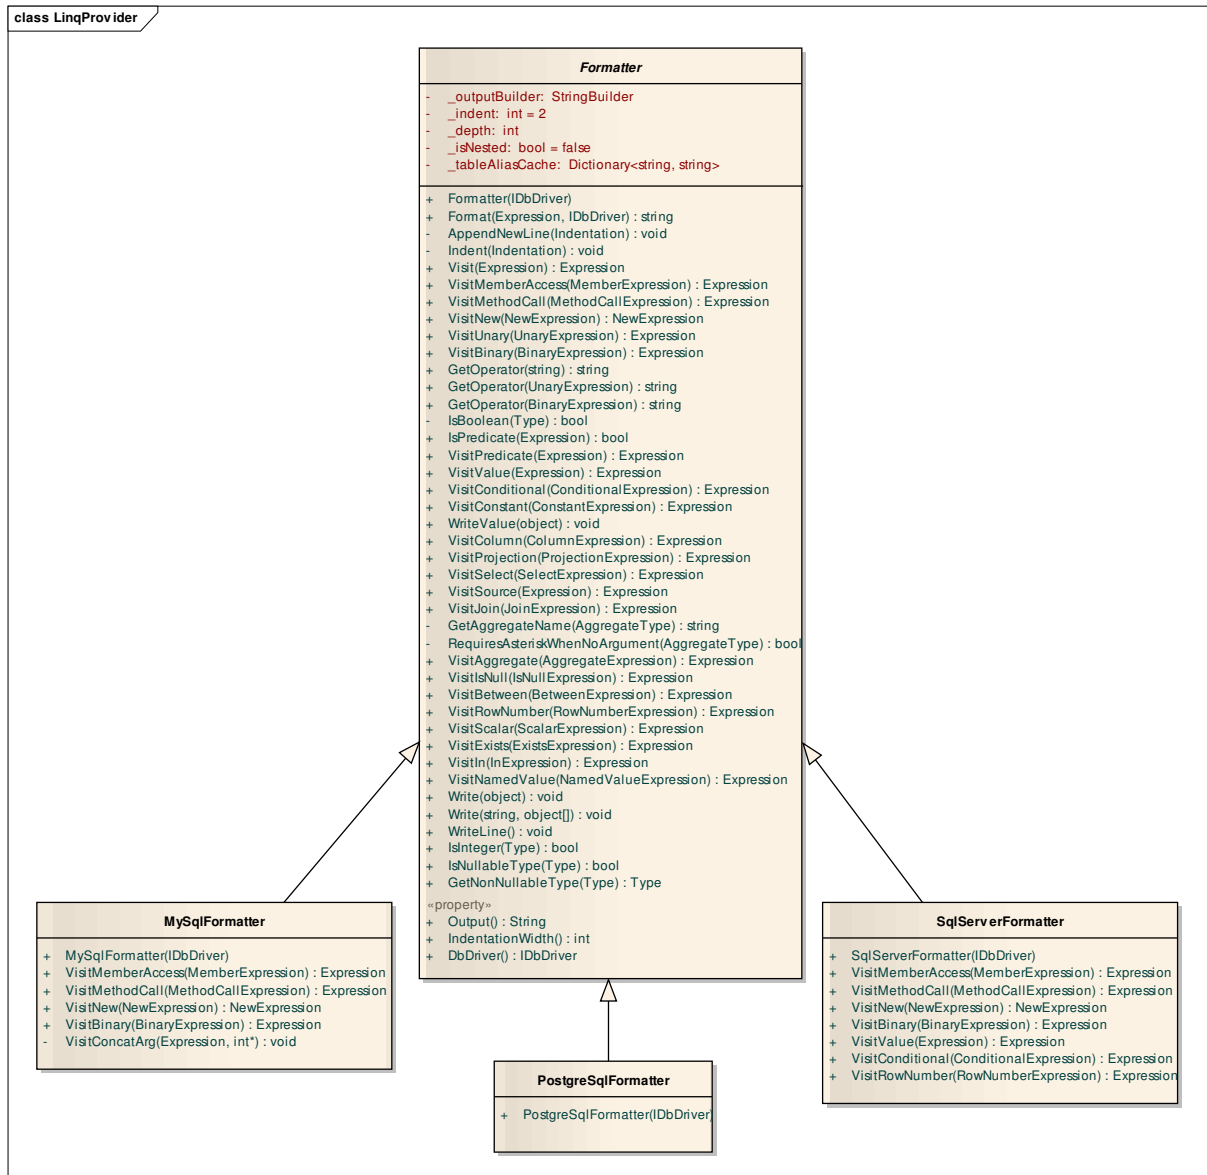 class LinqProvider
Formatter
- _outputBuilder: StringBuilder
- _indent: int = 2
- _depth: int
- _isNested: bool = false
- _tableAliasCache: Dictionary<string, string>
+ Formatter(IDbDriver)
+ Format(Expression, IDbDriver) : string
- AppendNewLine(Indentation) : void
- Indent(Indentation) : void
+ Visit(Expression) : Expression
+ VisitMemberAccess(MemberExpression) : Expression
+ VisitMethodCall(MethodCallExpression) : Expression
+ VisitNew(NewExpression) : NewExpression
+ VisitUnary(UnaryExpression) : Expression
+ VisitBinary(BinaryExpression) : Expression
+ GetOperator(string) : string
+ GetOperator(UnaryExpression) : string
+ GetOperator(BinaryExpression) : string
- IsBoolean(Type) : bool
+ IsPredicate(Expression) : bool
+ VisitPredicate(Expression) : Expression
+ VisitValue(Expression) : Expression
+ VisitConditional(ConditionalExpression) : Expression
+ VisitConstant(ConstantExpression) : Expression
+ WriteValue(object) : void
+ VisitColumn(ColumnExpression) : Expression
+ VisitProjection(ProjectionExpression) : Expression
+ VisitSelect(SelectExpression) : Expression
+ VisitSource(Expression) : Expression
+ VisitJoin(JoinExpression) : Expression
- GetAggregateName(AggregateType) : string
- RequiresAsteriskWhenNoArgument(AggregateType) : bool
+ VisitAggregate(AggregateExpression) : Expression
+ VisitIsNull(IsNullExpression) : Expression
+ VisitBetween(BetweenExpression) : Expression
+ VisitRowNumber(RowNumberExpression) : Expression
+ VisitScalar(ScalarExpression) : Expression
+ VisitExists(ExistsExpression) : Expression
+ VisitIn(InExpression) : Expression
+ VisitNamedValue(NamedValueExpression) : Expression
+ Write(object) : void
+ Write(string, object[]) : void
+ WriteLine() : void
+ IsInteger(Type) : bool
+ IsNullableType(Type) : bool
+ GetNonNullableType(Type) : Type
«property»
+ Output() : String
+ IndentationWidth() : int
+ DbDriver() : IDbDriver
MySqlFormatter
+ MySqlFormatter(IDbDriver)
+ VisitMemberAccess(MemberExpression) : Expression
+ VisitMethodCall(MethodCallExpression) : Expression
+ VisitNew(NewExpression) : NewExpression
+ VisitBinary(BinaryExpression) : Expression
- VisitConcatArg(Expression, int*) : void
PostgreSqlFormatter
+ PostgreSqlFormatter(IDbDriver)
SqlServerFormatter
+ SqlServerFormatter(IDbDriver)
+ VisitMemberAccess(MemberExpression) : Expression
+ VisitMethodCall(MethodCallExpression) : Expression
+ VisitNew(NewExpression) : NewExpression
+ VisitBinary(BinaryExpression) : Expression
+ VisitValue(Expression) : Expression
+ VisitConditional(ConditionalExpression) : Expression
+ VisitRowNumber(RowNumberExpression) : Expression